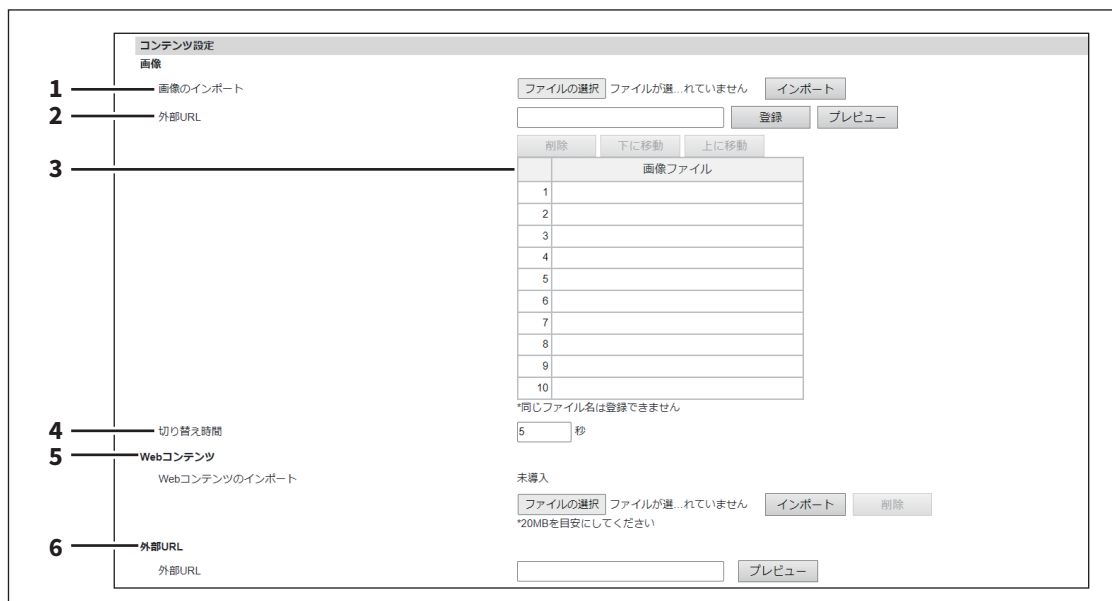 コンテンツ設定
画像
1 画像のインポート ファイルの選択 ファイルが選...れていません インポート
2 外部URL 登録 プレビュー
削除 下に移動 上に移動
3 画像ファイル
1
2
3
4
5
6
7
8
9
10
*同じファイル名は登録できません
4 切り替え時間 5 秒
5 Webコンテンツ
Webコンテンツのインポート 未導入
ファイルの選択 ファイルが選...れていません インポート 削除
*20MBを目安にしてください
6 外部URL
外部URL プレビュー